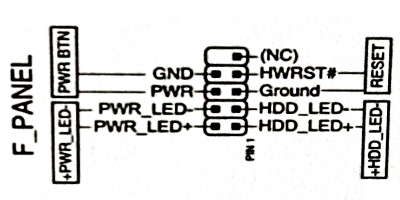 F_PANEL
PWR BTN
+PWR_LED-
(NC)
GND
HWRST#
PWR
Ground
PWR_LED-
HDD_LED-
PWR_LED+
HDD_LED+
PIN 1
RESET
+HDD_LED-